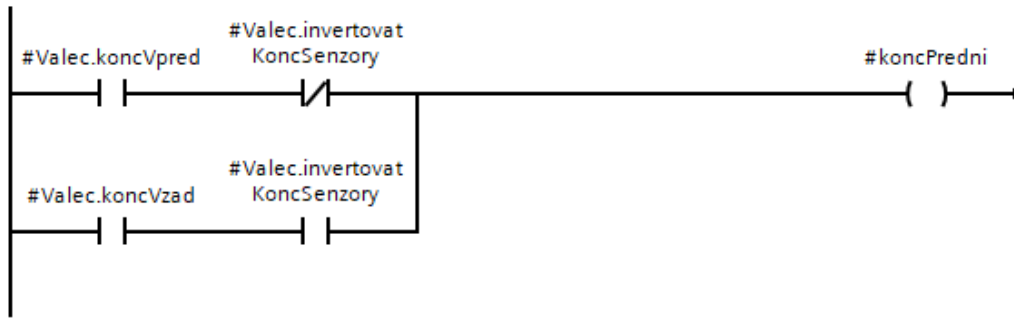 #Valec.invertovat
#Valec.koncVpred
KoncSenzory
#koncPredni
#Valec.invertovat
#Valec.koncVzad
KoncSenzory